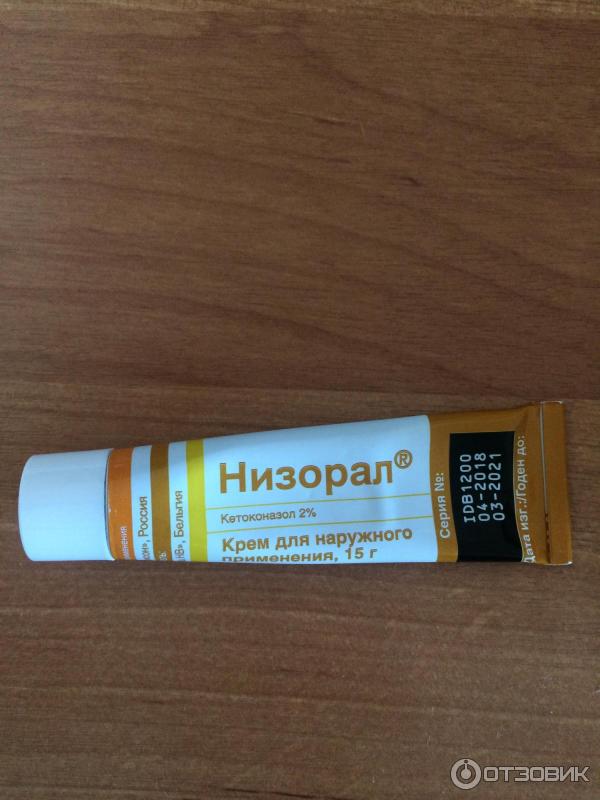 Низорал®
Кетоконазол 2%
Крем для наружного
применения, 15 г
Россия
Бельгия
Серия №:
IDB1200
04-2018
03-2021
Дата изг.:/Годен до:
ОТЗОВИК